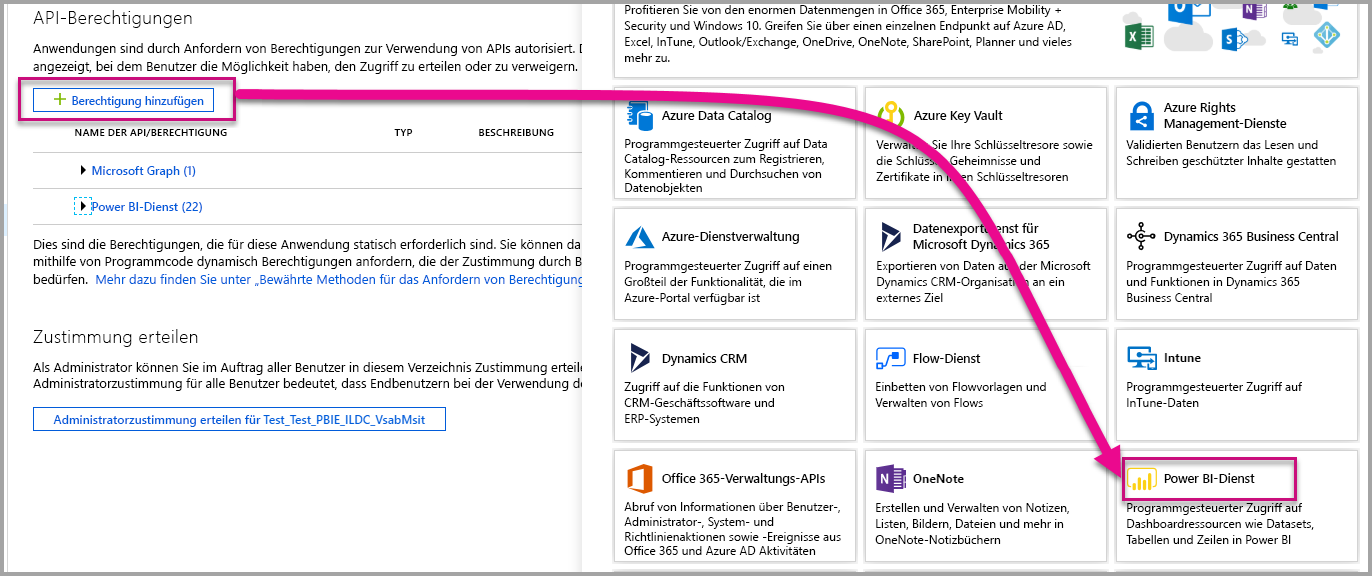 API-Berechtigungen
Anwendungen sind durch Anfordern von Berechtigungen zur Verwendung von APIs autorisiert.
angezeigt, bei dem Benutzer die Möglichkeit haben, den Zugriff zu erteilen oder zu verweigern.
+ Berechtigung hinzufügen
NAME DER API/BERECHTIGUNG TYP BESCHREIBUNG
Microsoft Graph (1)
Power BI-Dienst (22)
Dies sind die Berechtigungen, die für diese Anwendung statisch erforderlich sind. Sie können da
mithilfe von Programmcode dynamisch Berechtigungen anfordern, die der Zustimmung durch B
bedürfen. Mehr dazu finden Sie unter „Bewährte Methoden für das Anfordern von Berechtigung
Zustimmung erteilen
Als Administrator können Sie im Auftrag aller Benutzer in diesem Verzeichnis Zustimmung erteile
Administratorzustimmung für alle Benutzer bedeutet, dass Endbenutzern bei der Verwendung de
Administratorzustimmung erteilen für Test_Test_PBIE_ILDC_VsabMsit
Profitieren Sie von den enormen Datenmengen in Office 365, Enterprise Mobility +
Security und Windows 10. Greifen Sie über einen einzelnen Endpunkt auf Azure AD,
Excel, InTune, Outlook/Exchange, OneDrive, OneNote, SharePoint, Planner und vieles
mehr zu.
Azure Data Catalog
Programmgesteuerter Zugriff auf Data
Catalog-Ressourcen zum Registrieren,
Kommentieren und Durchsuchen von
Datenobjekten
Azure Key Vault
Verwalten Sie Ihre Schlüsseltresore sowie
die Schlüssel, Geheimnisse und
Zertifikate in Ihren Schlüsseltresoren
Azure Rights
Management-Dienste
Validierten Benutzern das Lesen und
Schreiben geschützter Inhalte gestatten
Azure-Dienstverwaltung
Programmgesteuerter Zugriff auf einen
Großteil der Funktionalität, die im
Azure-Portal verfügbar ist
Datenexportdienst für
Microsoft Dynamics 365
Exportieren von Daten aus der Microsoft
Dynamics CRM-Organisation an ein
externes Ziel
Dynamics 365 Business Central
Programmgesteuerter Zugriff auf Daten
und Funktionen in Dynamics 365
Business Central
Dynamics CRM
Zugriff auf die Funktionen von
CRM-Geschäftssoftware und
ERP-Systemen
Flow-Dienst
Einbetten von Flowvorlagen und
Verwalten von Flows
Intune
Programmgesteuerter Zugriff auf
InTune-Daten
Office 365-Verwaltungs-APIs
Abruf von Informationen über Benutzer-,
Administrator-, System- und
Richtlinienaktionen sowie -Ereignisse aus
Office 365 und Azure AD Aktivitäten
OneNote
Erstellen und Verwalten von Notizen,
Listen, Bildern, Dateien und mehr in
OneNote-Notizbüchern
Power BI-Dienst
Programmgesteuerter Zugriff auf
Dashboardressourcen wie Datasets,
Tabellen und Zeilen in Power BI